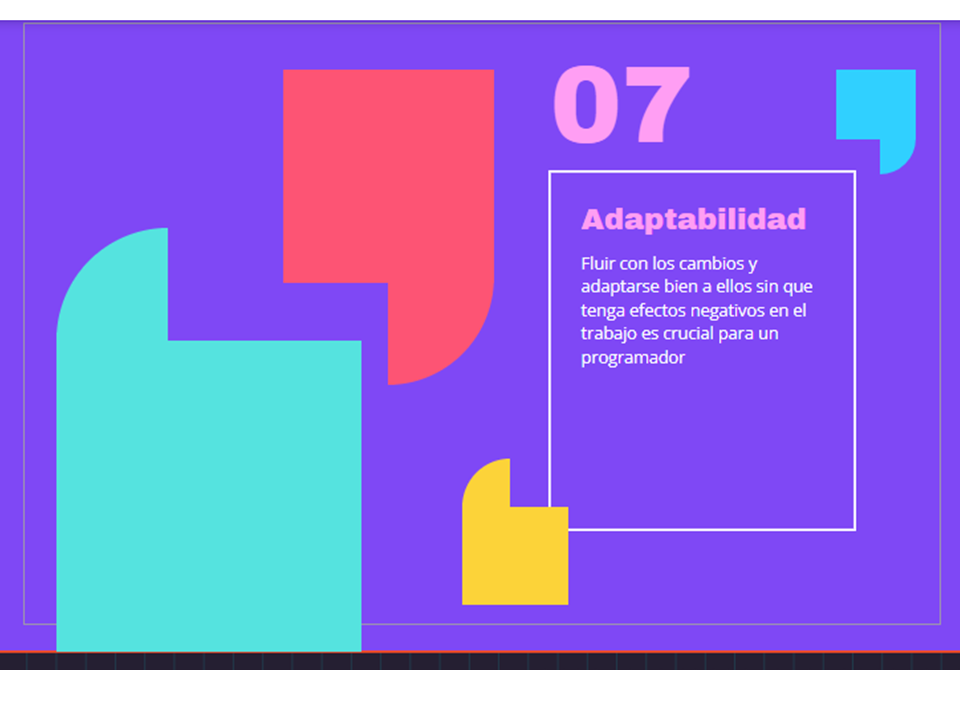 07
Adaptabilidad
Fluir con los cambios y
adaptarse bien a ellos sin que
tenga efectos negativos en el
trabajo es crucial para un
programador